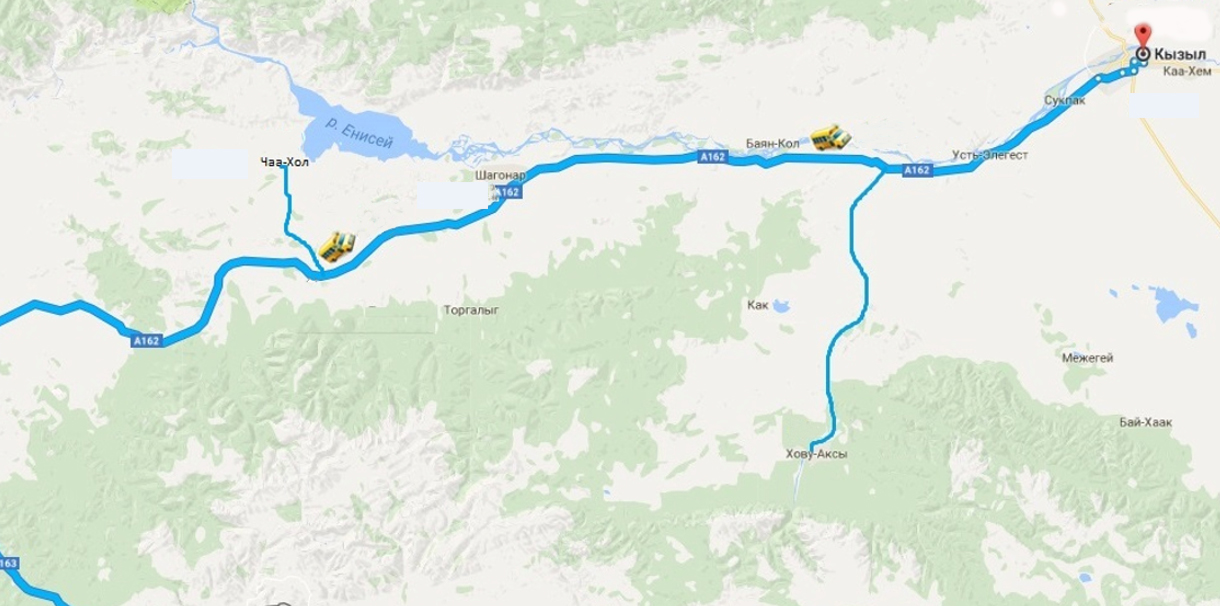 Кызыл
Каа-Хем
Сукпак
р. Енисей
Баян-Кол
Усть-Элегест
A162
Чаа-Хол
A162
Шагонар
A162
Как
Торгалыг
A162
Межегей
Бай-Хаак
Хову-Аксы
163